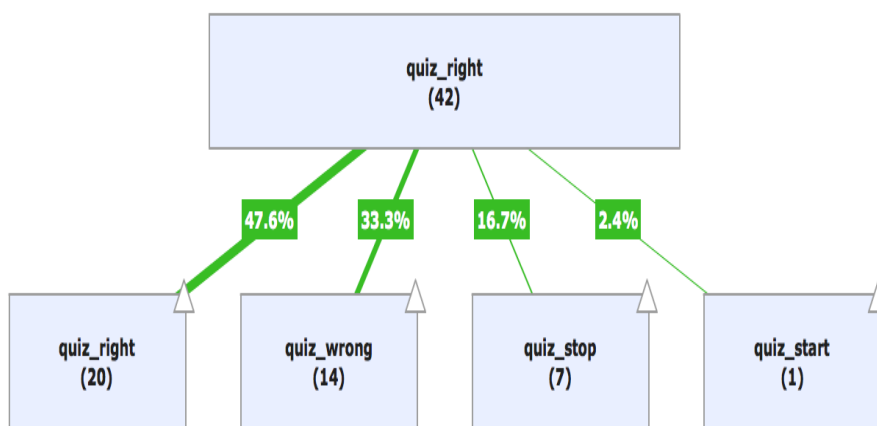 quiz_right
(42)
47.6%
33.3%
16.7%
2.4%
quiz_right
(20)
quiz_wrong
(14)
quiz_stop
(7)
quiz_start
(1)